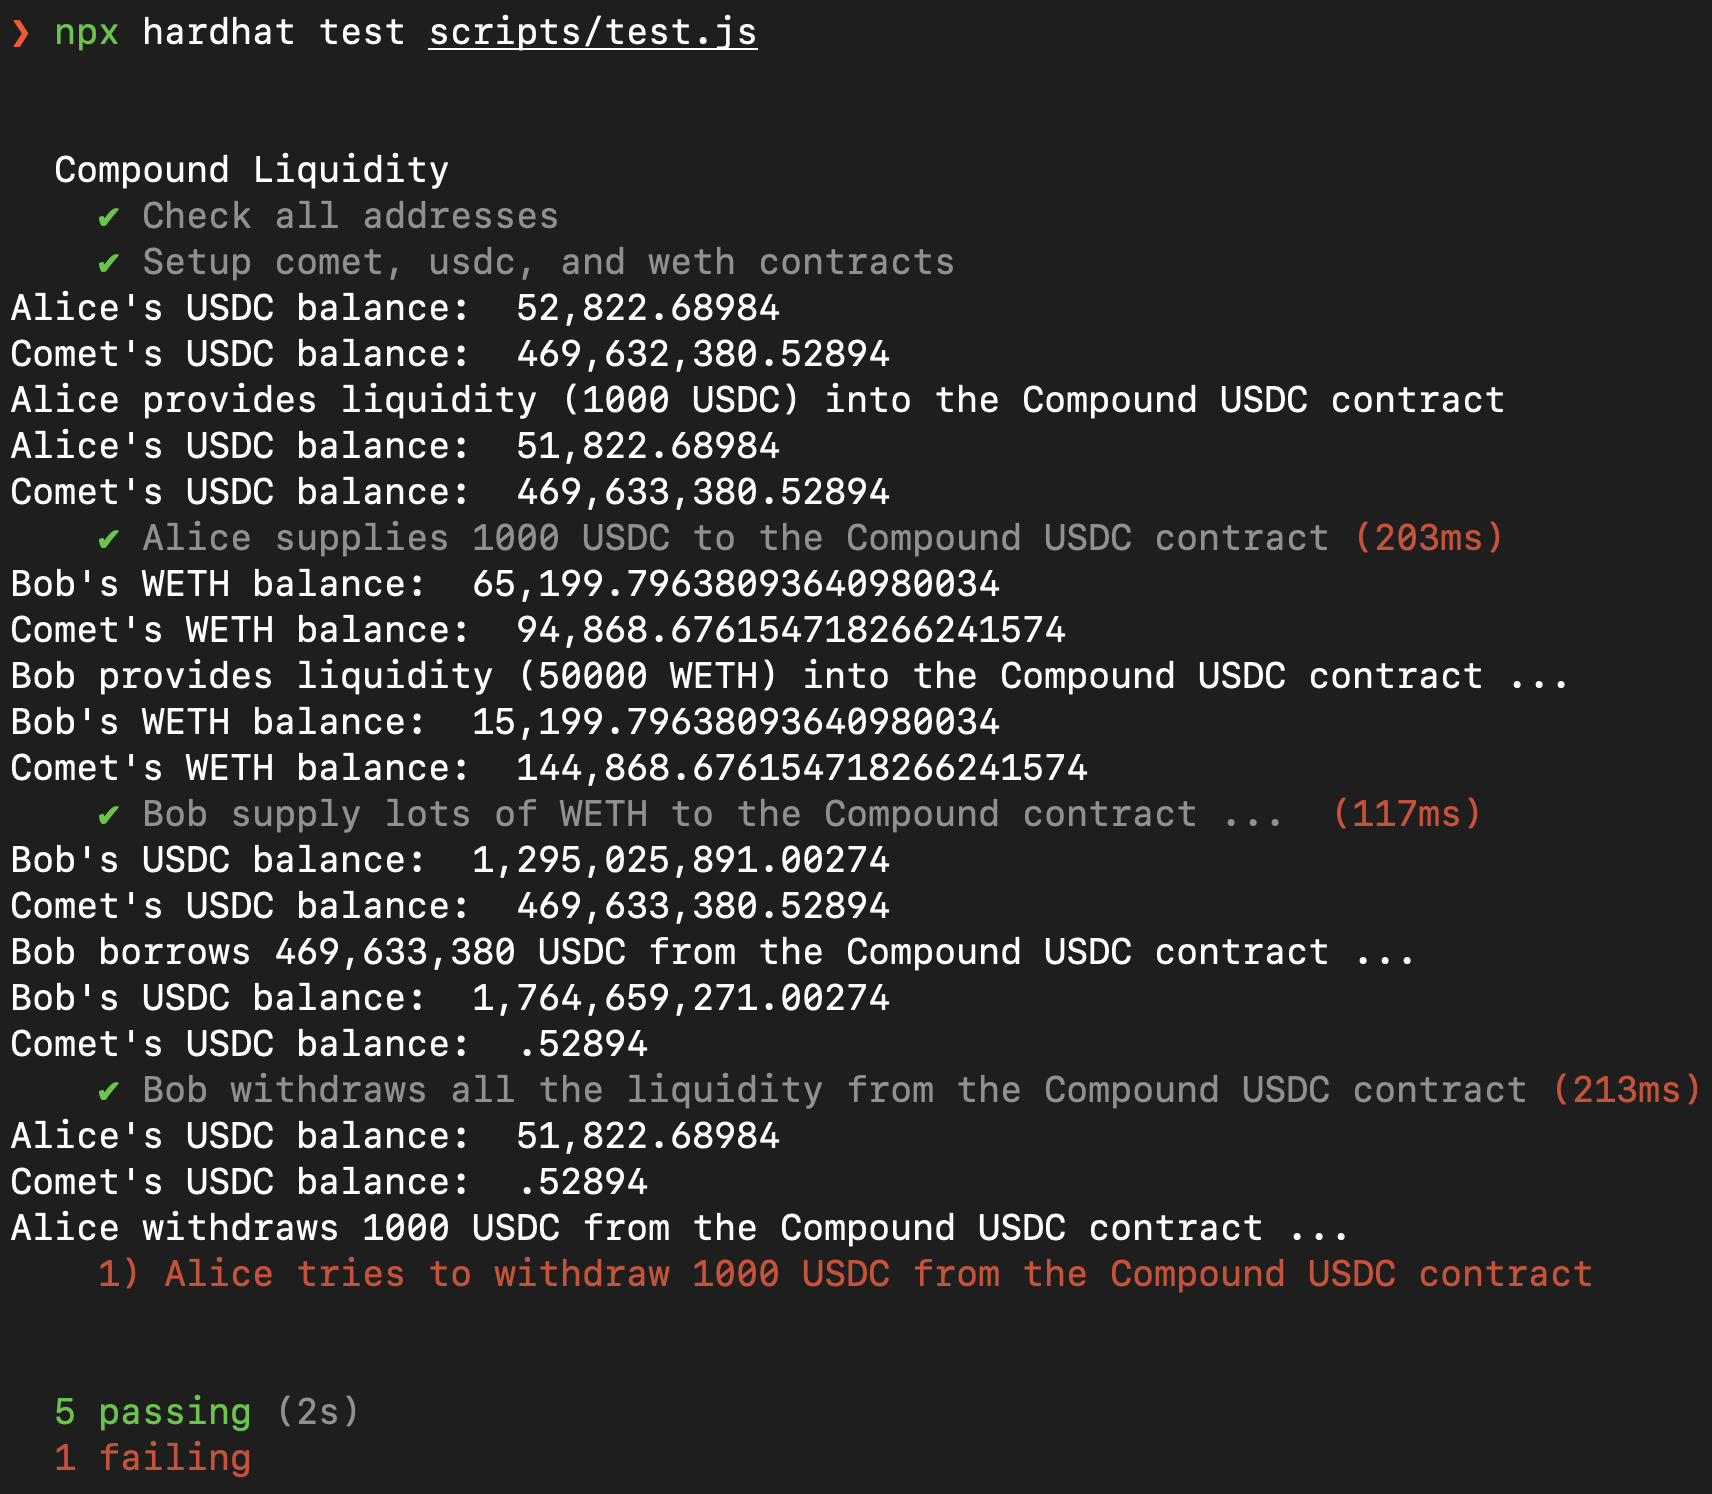 ❯ npx hardhat test scripts/test.js
Compound Liquidity
✔ Check all addresses
✔ Setup comet, usdc, and weth contracts
Alice's USDC balance:  52,822.68984
Comet's USDC balance:  469,632,380.52894
Alice provides liquidity (1000 USDC) into the Compound USDC contract
Alice's USDC balance:  51,822.68984
Comet's USDC balance:  469,633,380.52894
✔ Alice supplies 1000 USDC to the Compound USDC contract (203ms)
Bob's WETH balance:  65,199.79638093640980034
Comet's WETH balance:  94,868.676154718266241574
Bob provides liquidity (50000 WETH) into the Compound USDC contract ...
Bob's WETH balance:  15,199.79638093640980034
Comet's WETH balance:  144,868.676154718266241574
✔ Bob supply lots of WETH to the Compound contract ...  (117ms)
Bob's USDC balance:  1,295,025,891.00274
Comet's USDC balance:  469,633,380.52894
Bob borrows 469,633,380 USDC from the Compound USDC contract ...
Bob's USDC balance:  1,764,659,271.00274
Comet's USDC balance:  .52894
✔ Bob withdraws all the liquidity from the Compound USDC contract (213ms)
Alice's USDC balance:  51,822.68984
Comet's USDC balance:  .52894
Alice withdraws 1000 USDC from the Compound USDC contract ...
1) Alice tries to withdraw 1000 USDC from the Compound USDC contract
5 passing (2s)
1 failing